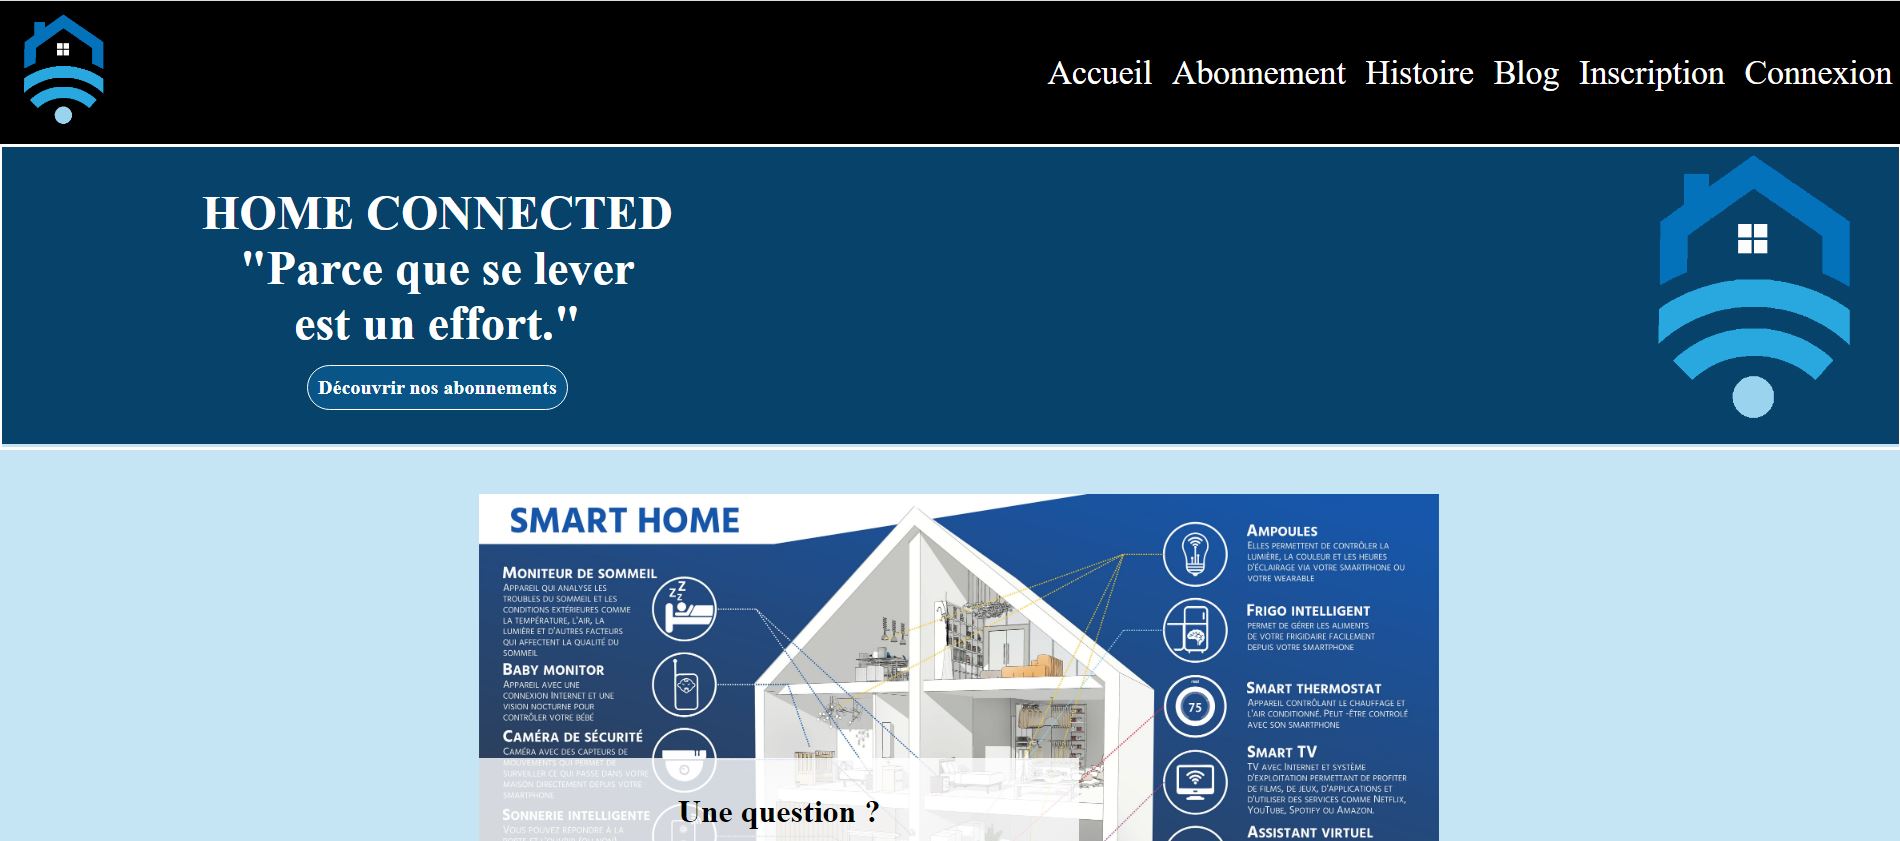 Accueil Abonnement Histoire Blog Inscription Connexion
HOME CONNECTED
"Parce que se lever
est un effort."
Découvrir nos abonnements
SMART HOME
MONITEUR DE SOMMEIL
APPAREIL QUI ANALYSE LES
TROUBLES DU SOMMEIL ET LES
CONDITIONS EXTÉRIEURES COMME
LA TEMPÉRATURE, L'AIR, LA
LUMIÈRE ET D'AUTRES FACTEURS
QUI AFFECTENT LA QUALITÉ DU
SOMMEIL
BABY MONITOR
APPAREIL AVEC UNE
CONNEXION INTERNET ET UNE
VISION NOCTURNE POUR
CONTRÔLER VOTRE BÉBÉ
CAMÉRA DE SÉCURITÉ
CAMÉRA AVEC DES CAPTEURS DE
MOUVEMENTS QUI PERMET DE
SURVEILLER CE QUI PASSE DANS VOTRE
MAISON DIRECTEMENT DEPUIS VOTRE
SMARTPHONE
SONNERIE INTELLIGENTE
VOUS POUVEZ RÉPONDRE À LA
ZZZ
AMPOULES
ELLES PERMETTENT DE CONTRÔLER LA
LUMIÈRE, LA COULEUR ET LES HEURES
D'ÉCLAIRAGE VIA VOTRE SMARTPHONE OU
VOTRE WEARABLE
FRIGO INTELLIGENT
PERMET DE GÉRER LES ALIMENTS
DE VOTRE FRIGIDAIRE FACILEMENT
DEPUIS VOTRE SMARTPHONE
75
SMART THERMOSTAT
APPAREIL CONTRÔLANT LE CHAUFFAGE ET
L'AIR CONDITIONNÉ. PEUT -ÊTRE CONTROLÉ
AVEC SON SMARTPHONE
SMART TV
TV AVEC INTERNET ET SYSTÈME
D'EXPLOITATION PERMETTANT DE PROFITER
DE FILMS, DE JEUX, D'APPLICATIONS ET
D'UTILISER DES SERVICES COMME NETFLIX,
YOUTUBE, SPOTIFY OU AMAZON.
ASSISTANT VIRTUEL
Une question ?